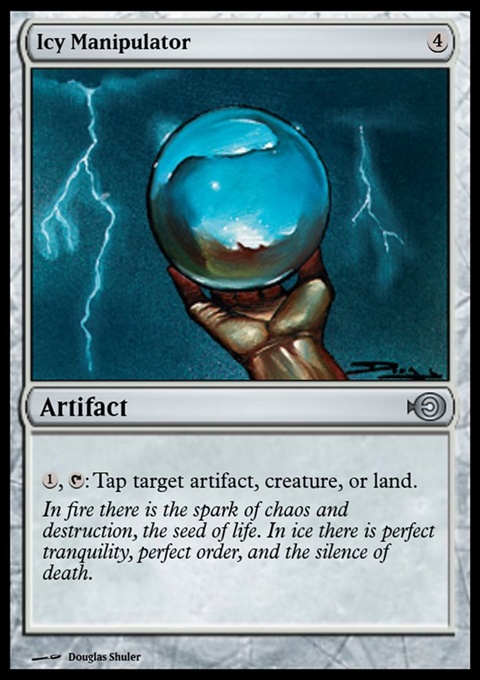 Icy Manipulator 4
Artifact
1, : Tap target artifact, creature, or land.
In fire there is the spark of chaos and
destruction, the seed of life. In ice there is perfect
tranquility, perfect order, and the silence of
death.
Douglas Shuler